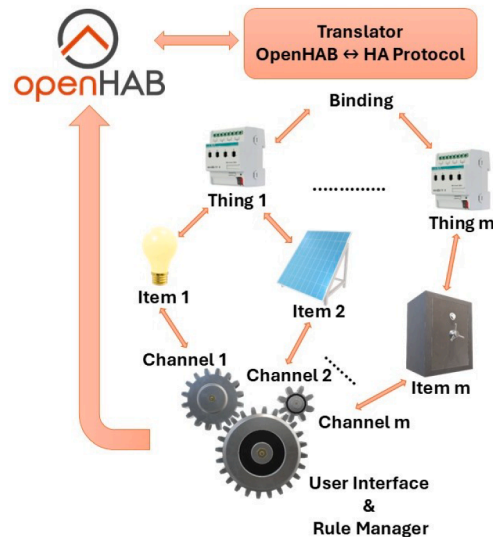 openHAB
Translator
OpenHAB ↔ HA Protocol
Binding
Thing 1
Thing m
Item 1
Item 2
Item m
Channel 1
Channel 2
Channel m
User Interface
&
Rule Manager